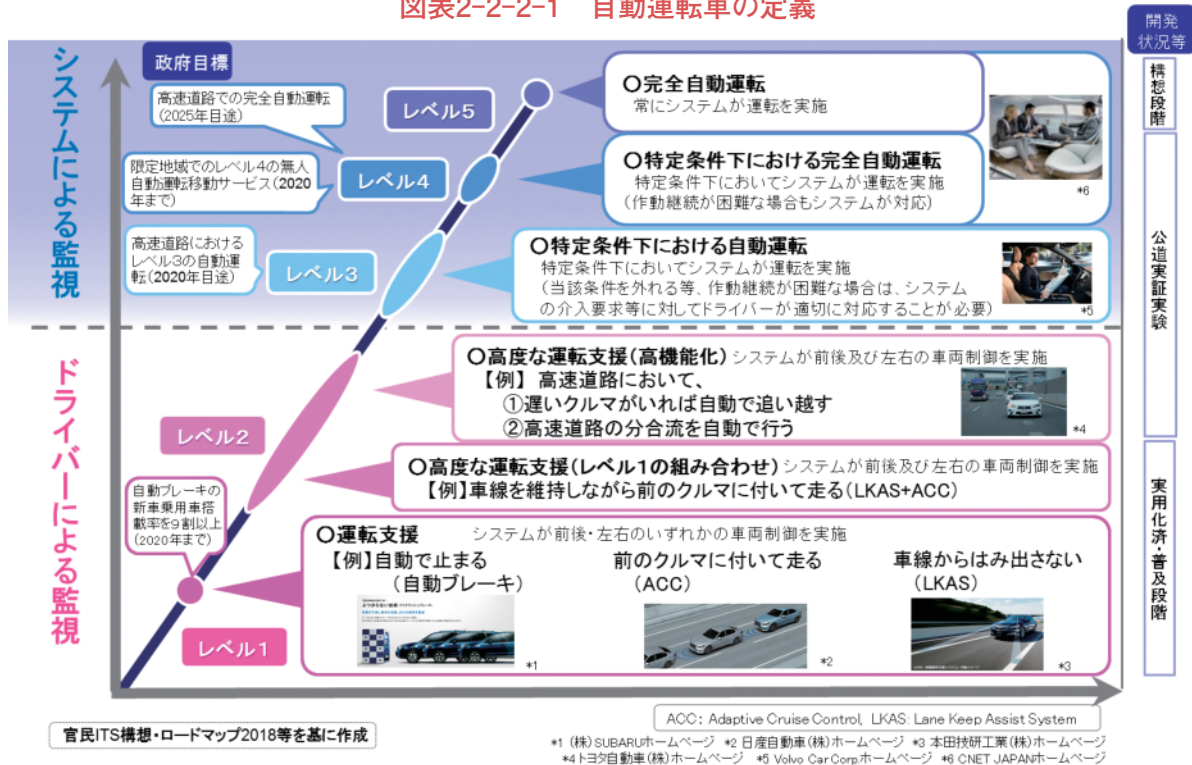 図表2-2-2-1 自動運転車の定義
開発
状況等
システムによる監視
政府目標
高速道路での完全自動運転
(2025年目途)
レベル5
〇完全自動運転
常にシステムが運転を実施
構想段階
限定地域でのレベル4の無人
自動運転移動サービス(2020
年まで)
レベル4
〇特定条件下における完全自動運転
特定条件下においてシステムが運転を実施
(作動継続が困難な場合もシステムが対応)
*6
高速道路における
レベル3の自動運
転(2020年目途)
レベル3
〇特定条件下における自動運転
特定条件下においてシステムが運転を実施
(当該条件を外れる等、作動継続が困難な場合は、システム
の介入要求等に対してドライバーが適切に対応することが必要)
*5
公道実証実験
ドライバーによる監視
〇高度な運転支援(高機能化) システムが前後及び左右の車両制御を実施
【例】 高速道路において、
①遅いクルマがいれば自動で追い越す
②高速道路の分合流を自動で行う
*4
レベル2
〇高度な運転支援(レベル1の組み合わせ) システムが前後及び左右の車両制御を実施
【例】車線を維持しながら前のクルマに付いて走る(LKAS+ACC)
実用化済・普及段階
自動ブレーキの
新車乗用車搭
載率を9割以上
(2020年まで)
〇運転支援 システムが前後・左右のいずれかの車両制御を実施
【例】自動で止まる
(自動ブレーキ)
前のクルマに付いて走る
(ACC)
車線からはみ出さない
(LKAS)
*1
*2
*3
レベル1
官民ITS構想・ロードマップ2018等を基に作成
ACC: Adaptive Cruise Control, LKAS: Lane Keep Assist System
*1 (株)SUBARUホームページ *2 日産自動車(株)ホームページ *3 本田技研工業(株)ホームページ
*4トヨタ自動車(株)ホームページ *5 Volvo Car Corp.ホームページ *6 CNET JAPANホームページ